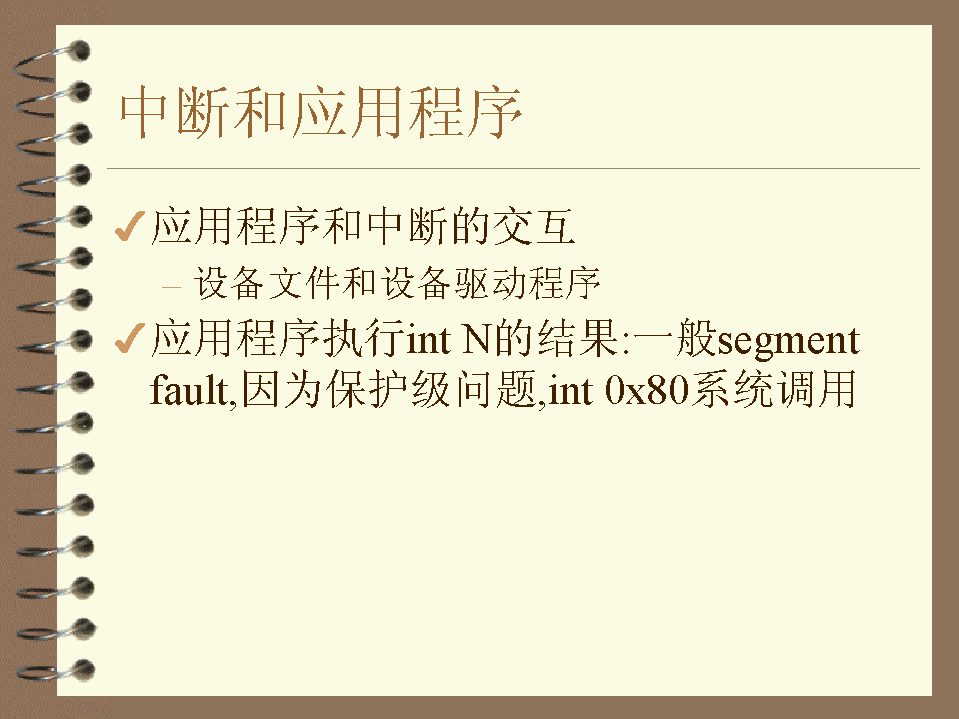 中断和应用程序
✔应用程序和中断的交互
– 设备文件和设备驱动程序
✔应用程序执行int N的结果:一般segment
fault,因为保护级问题,int 0x80系统调用